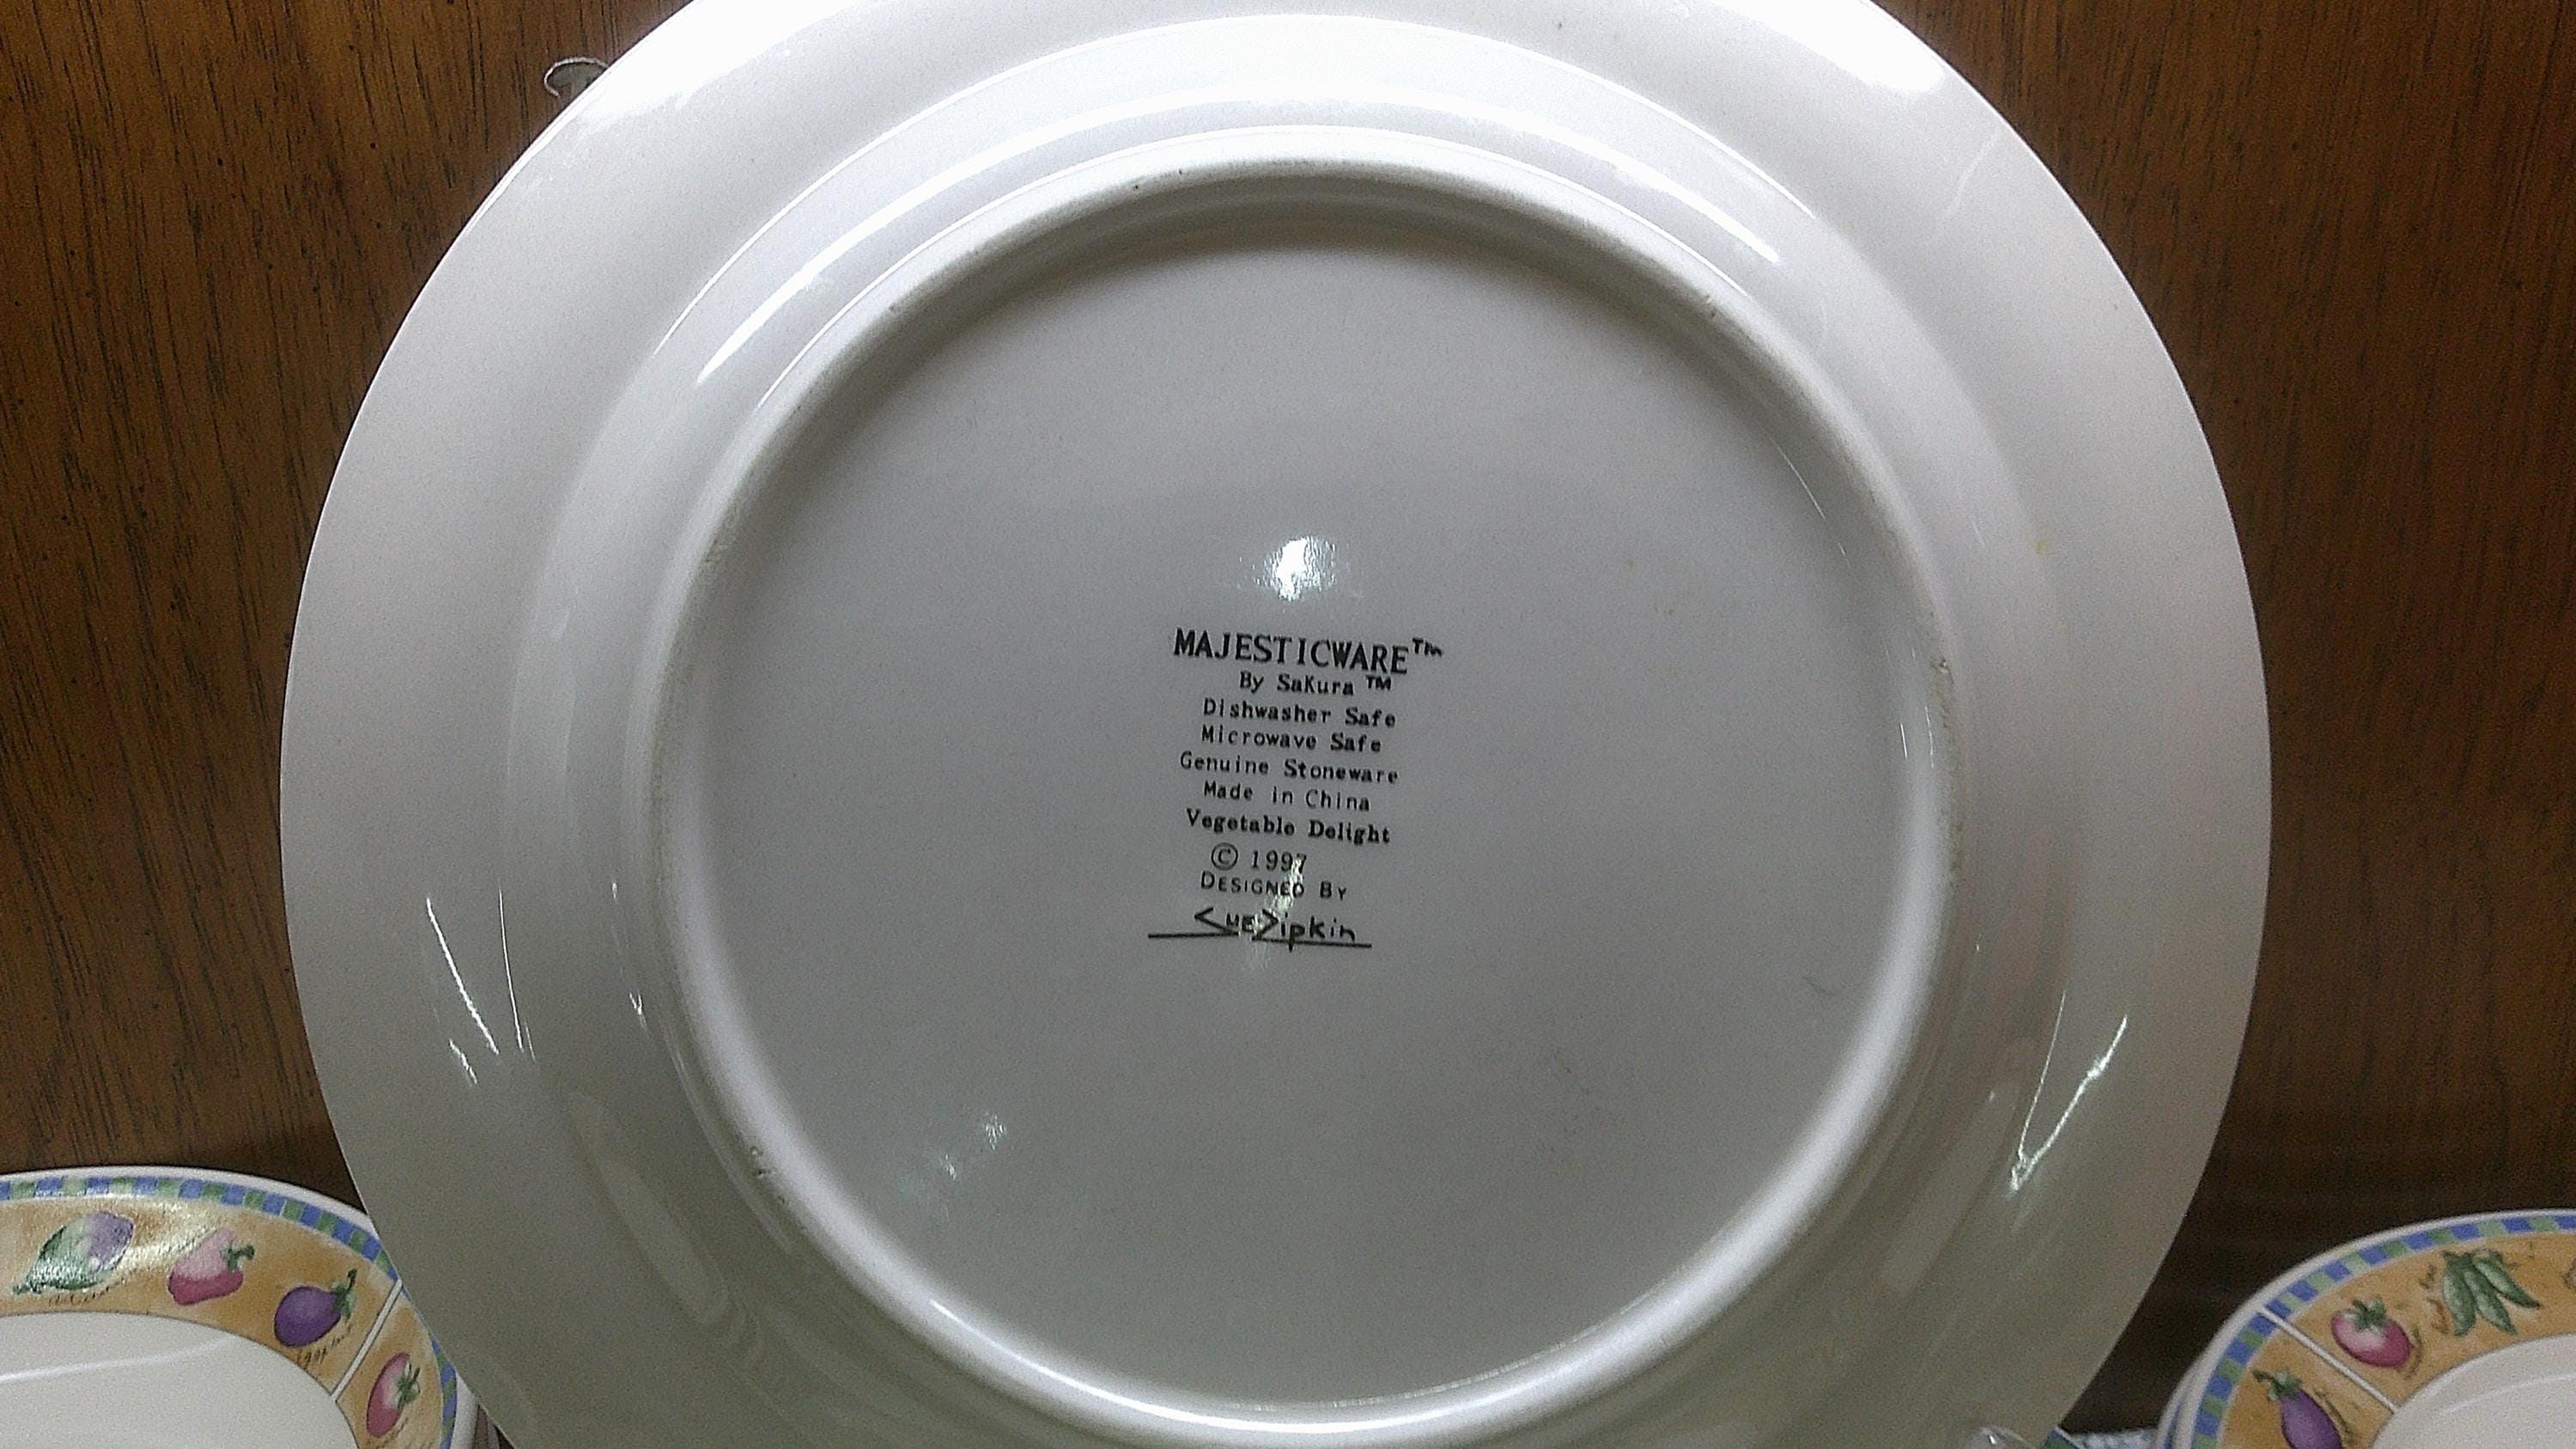 MAJESTICWARE™
By Sakura ™
Dishwasher Safe
Microwave Safe
Genuine Stoneware
Made in China
Vegetable Delight
© 1997
DESIGNED BY
Sue Zipkin
eggplant